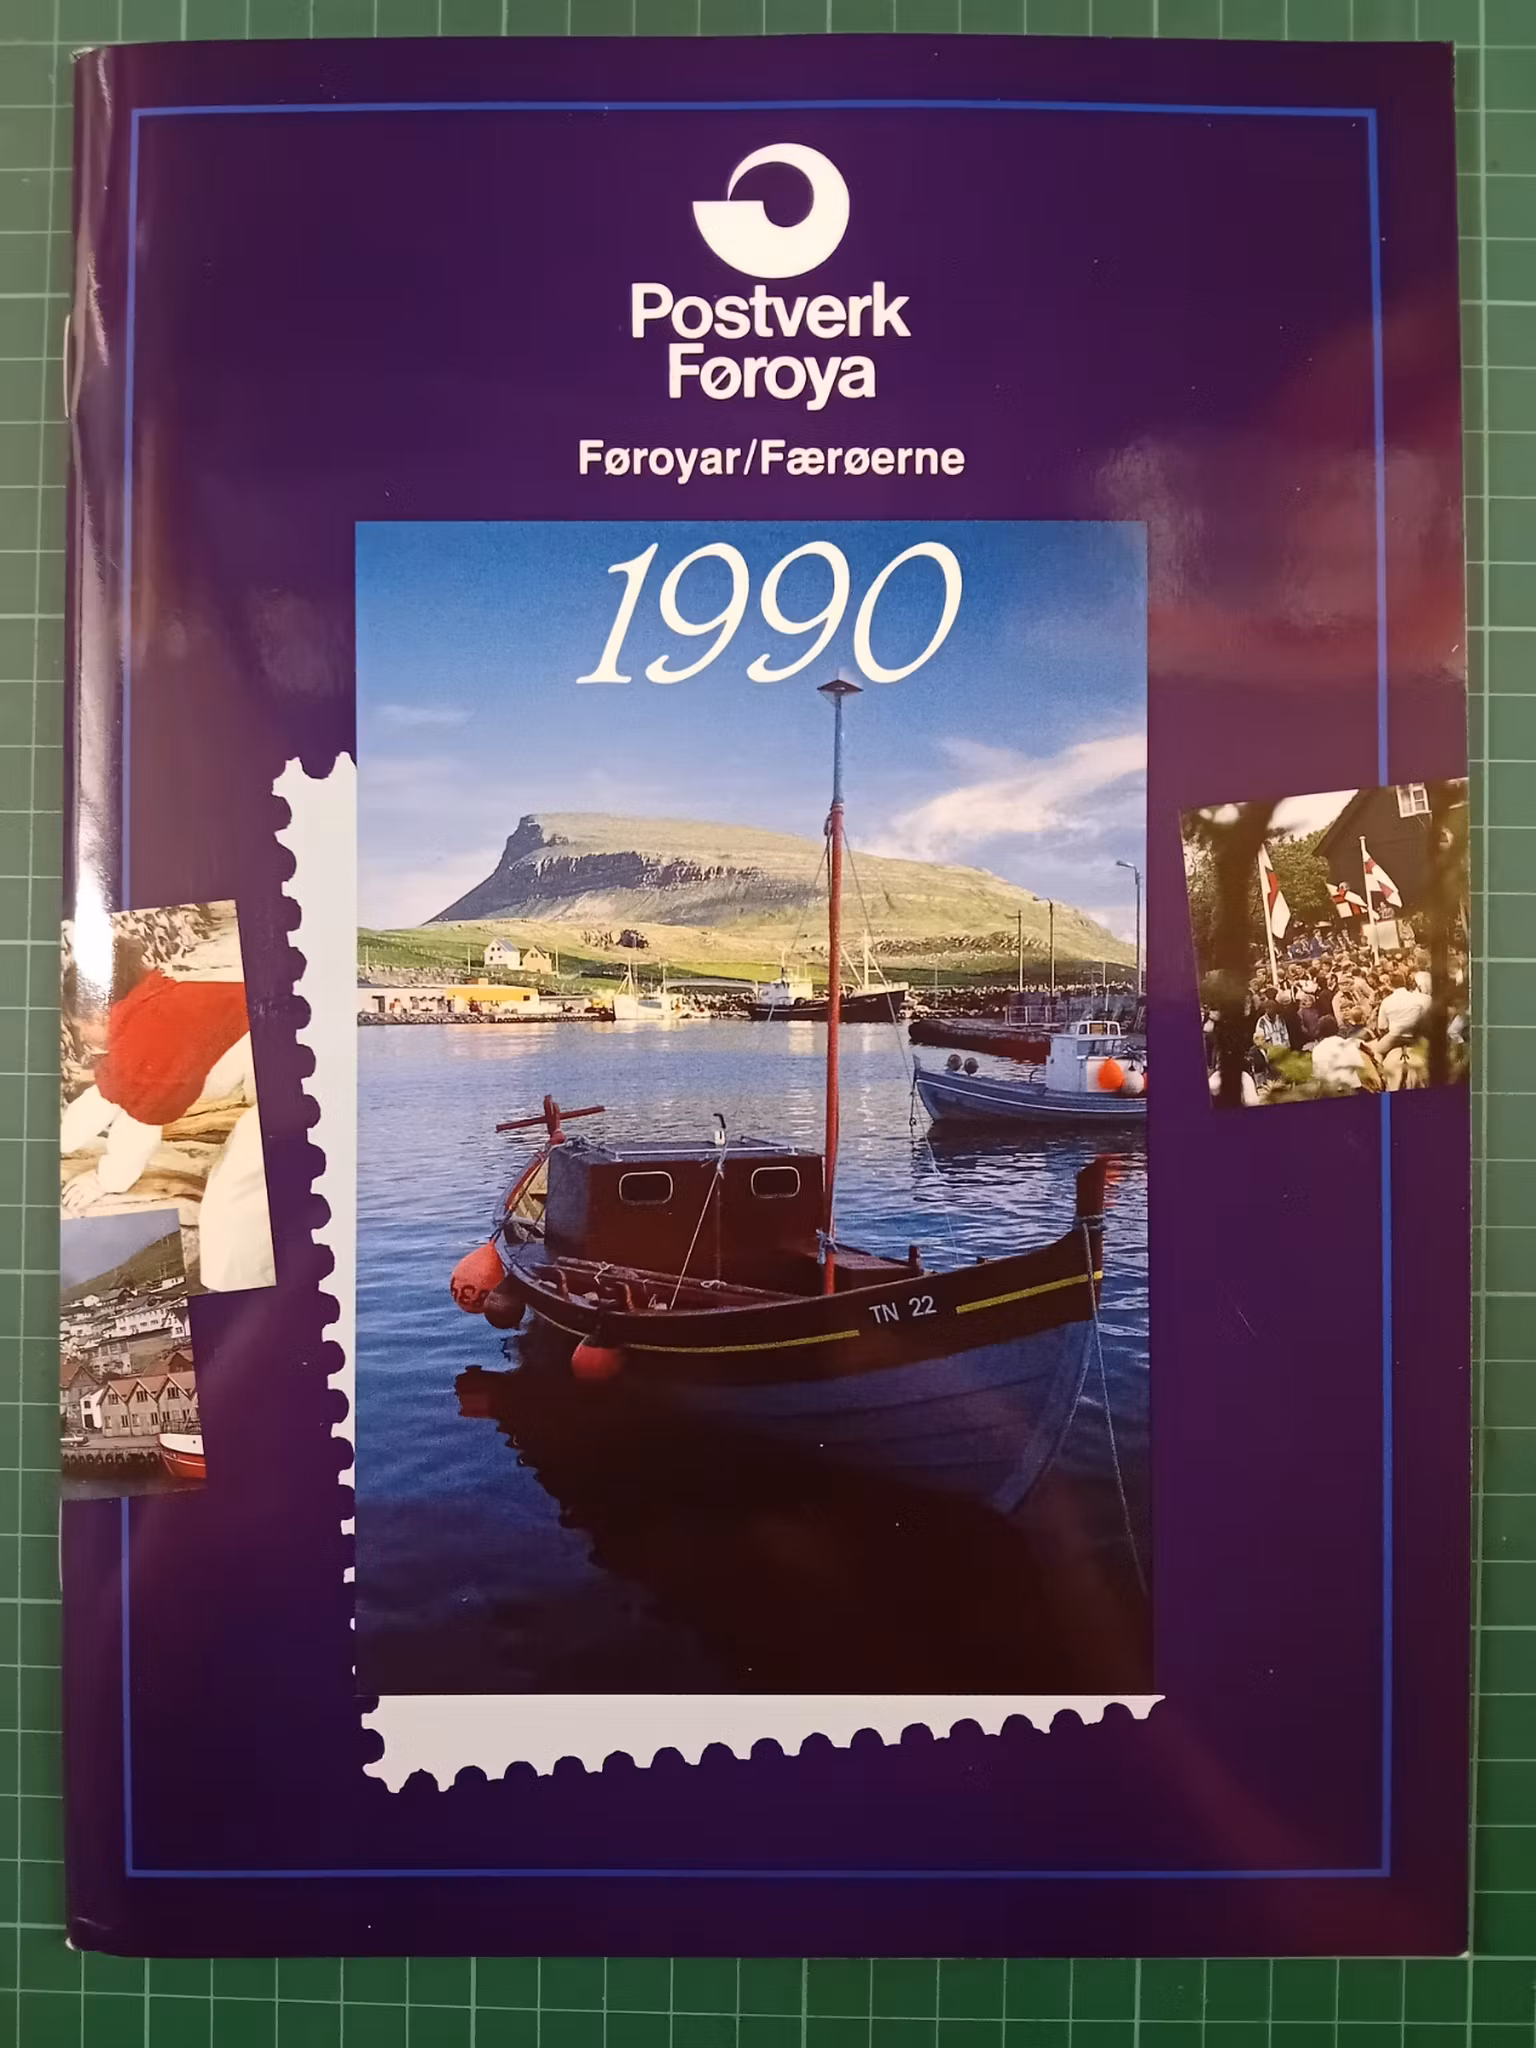 Postverk
Føroya
Føroyar/Færøerne
1990
TN 22